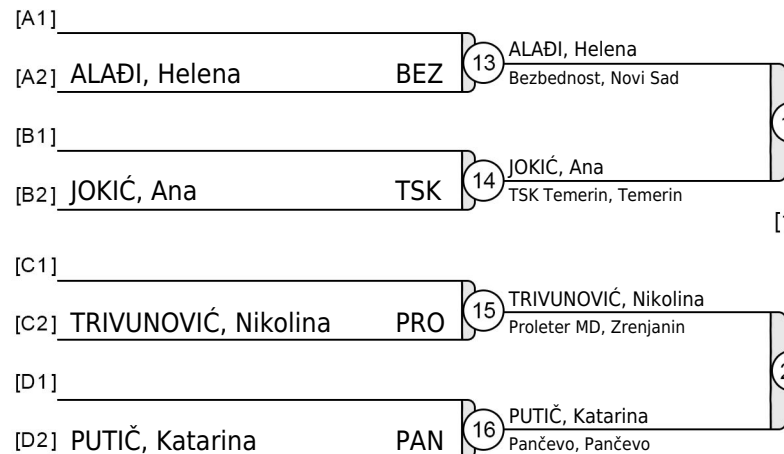 [A1]
[A2] ALAĐI, Helena BEZ
13
ALAĐI, Helena
Bezbednost, Novi Sad
[B1]
[B2] JOKIĆ, Ana TSK
14
JOKIĆ, Ana
TSK Temerin, Temerin
[C1]
[C2] TRIVUNOVIĆ, Nikolina PRO
15
TRIVUNOVIĆ, Nikolina
Proleter MD, Zrenjanin
[D1]
[D2] PUTIČ, Katarina PAN
16
PUTIČ, Katarina
Pančevo, Pančevo